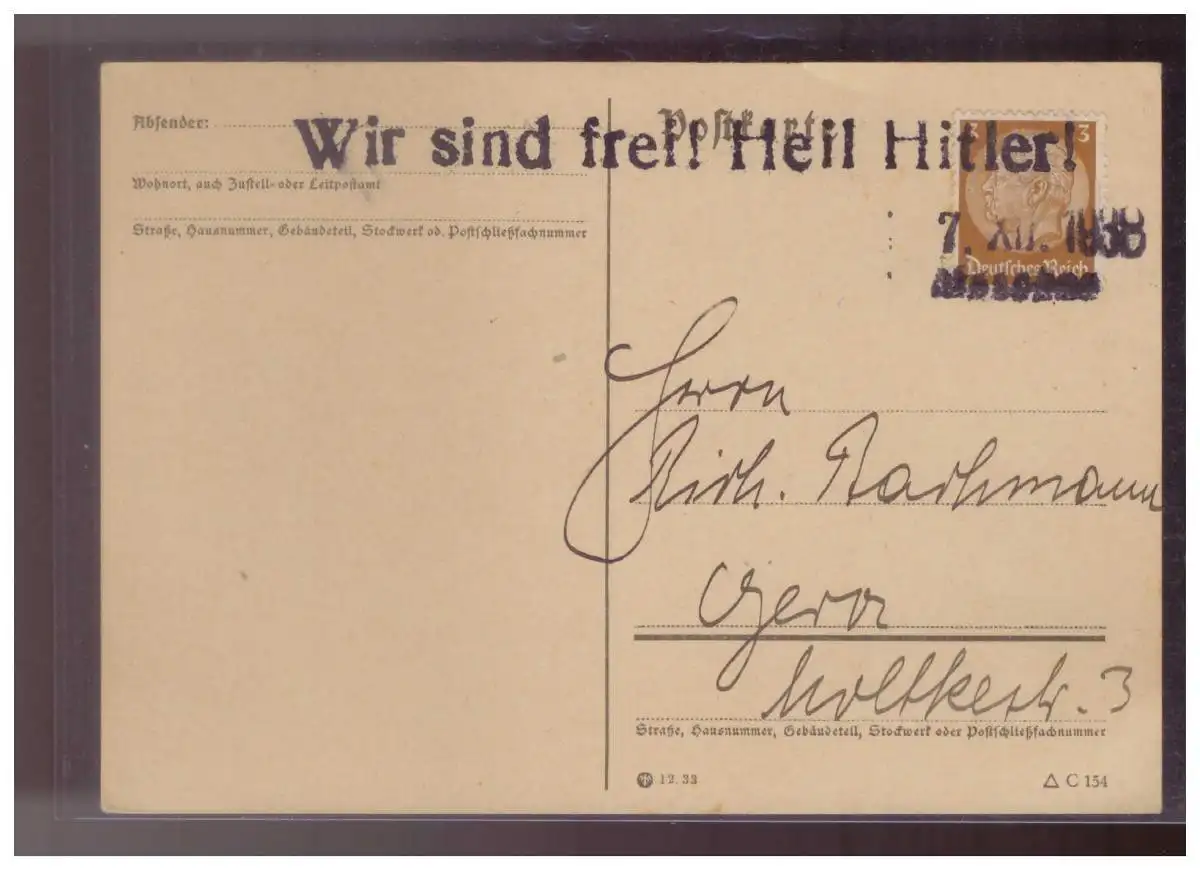 Absender:
Wohnort, auch Zustell- oder Leitpostamt
Straße, Hausnummer, Gebäudeteil, Stockwerk od. Postschließfachnummer
Postkarte
Wir sind frei! Heil Hitler!
3 3
7. XII. 1938
Deutsches Reich
Herrn
Rich. Rachmann
Gera
Moltkestr. 3
Straße, Hausnummer, Gebäudeteil, Stockwerk oder Postschließfachnummer
12.33
C 154